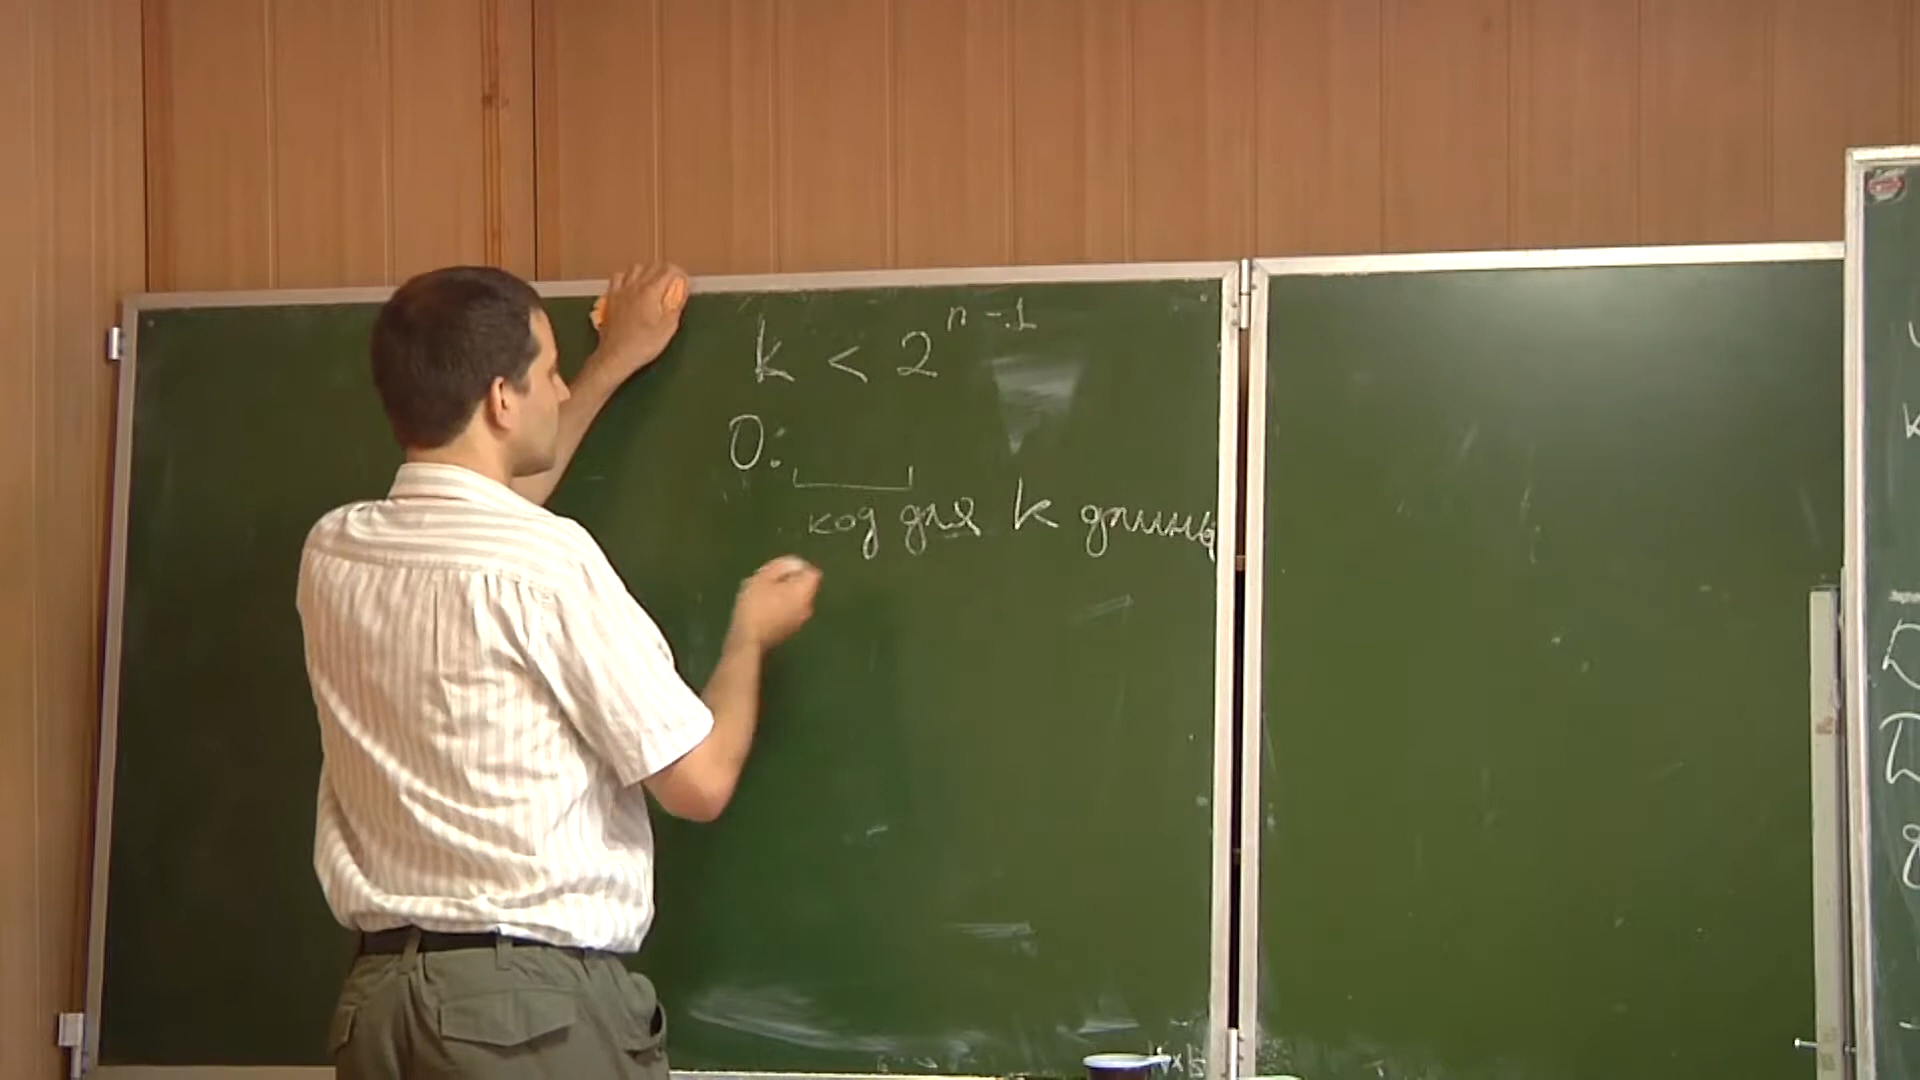 k < 2^{n-1}
0:
код для k длины